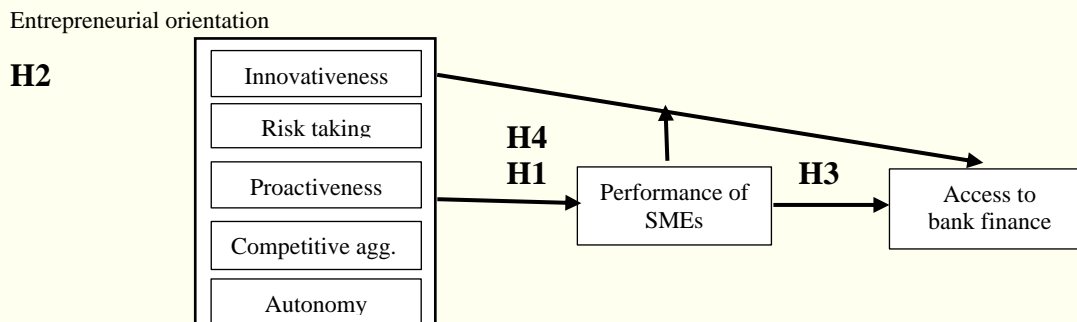 Entrepreneurial orientation
H2
Innovativeness
Risk taking
Proactiveness
Competitive agg.
Autonomy
H4
H1
Performance of
SMEs
H3
Access to
bank finance